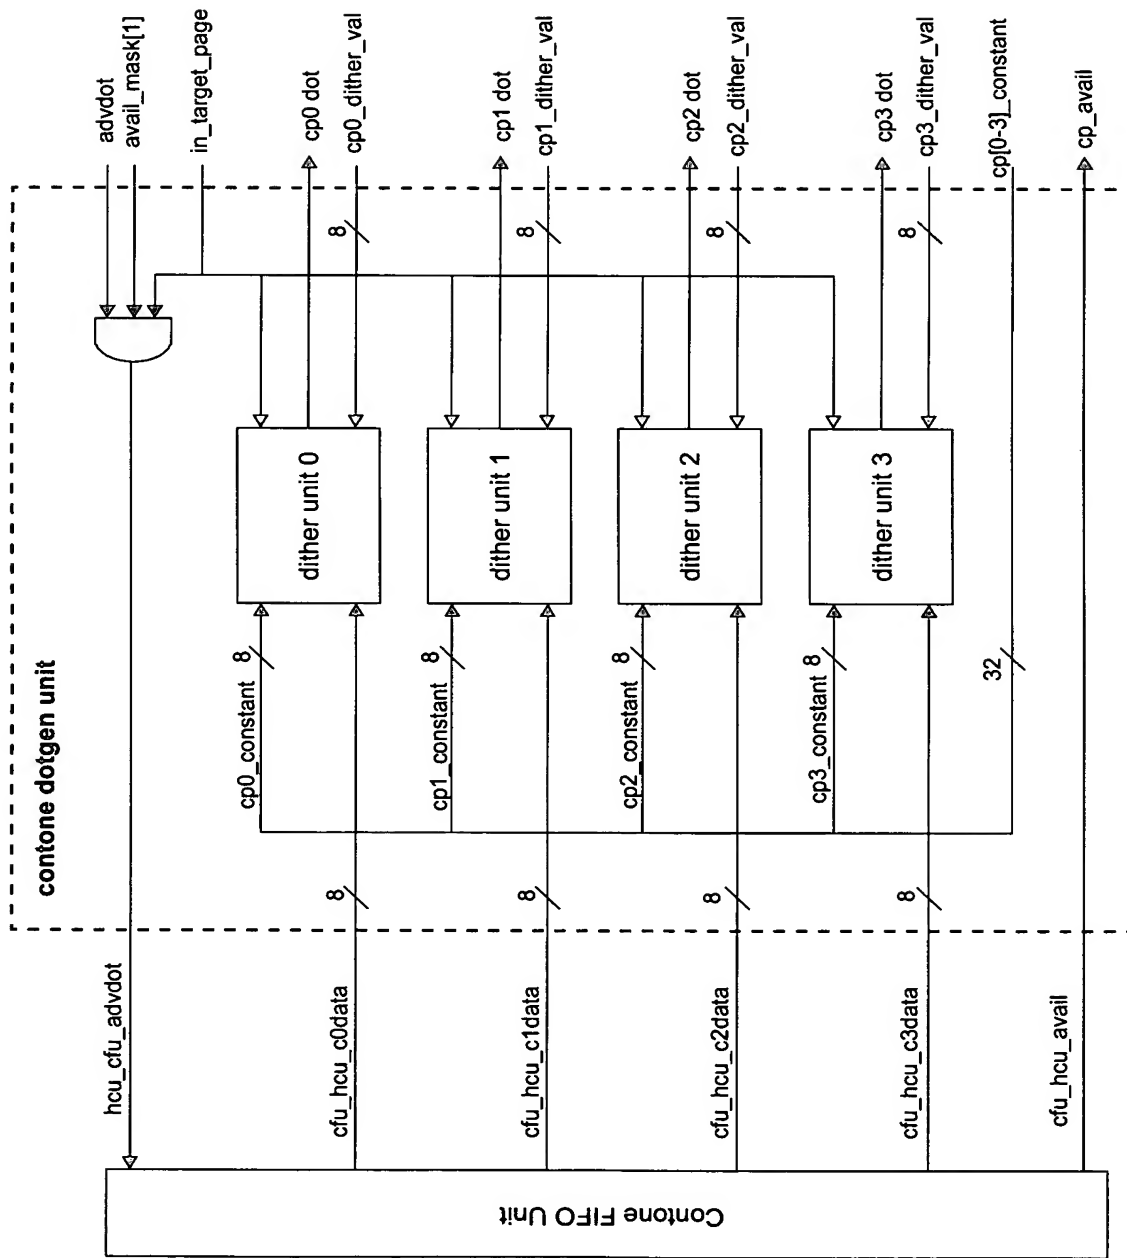 advdot
avail_mask[1]
in_target_page
cp0 dot
cp0_dither_val
cp1 dot
cp1_dither_val
cp2 dot
cp2_dither_val
cp3 dot
cp3_dither_val
cp[0-3]_constant
cp_avail
8
8
8
8
dither unit 0
dither unit 1
dither unit 2
dither unit 3
contone dotgen unit
cp0_constant
8
cp1_constant
8
cp2_constant
8
cp3_constant
8
32
8
8
8
8
hcu_cfu_advdot
cfu_hcu_c0data
cfu_hcu_c1data
cfu_hcu_c2data
cfu_hcu_c3data
cfu_hcu_avail
Contone FIFO Unit